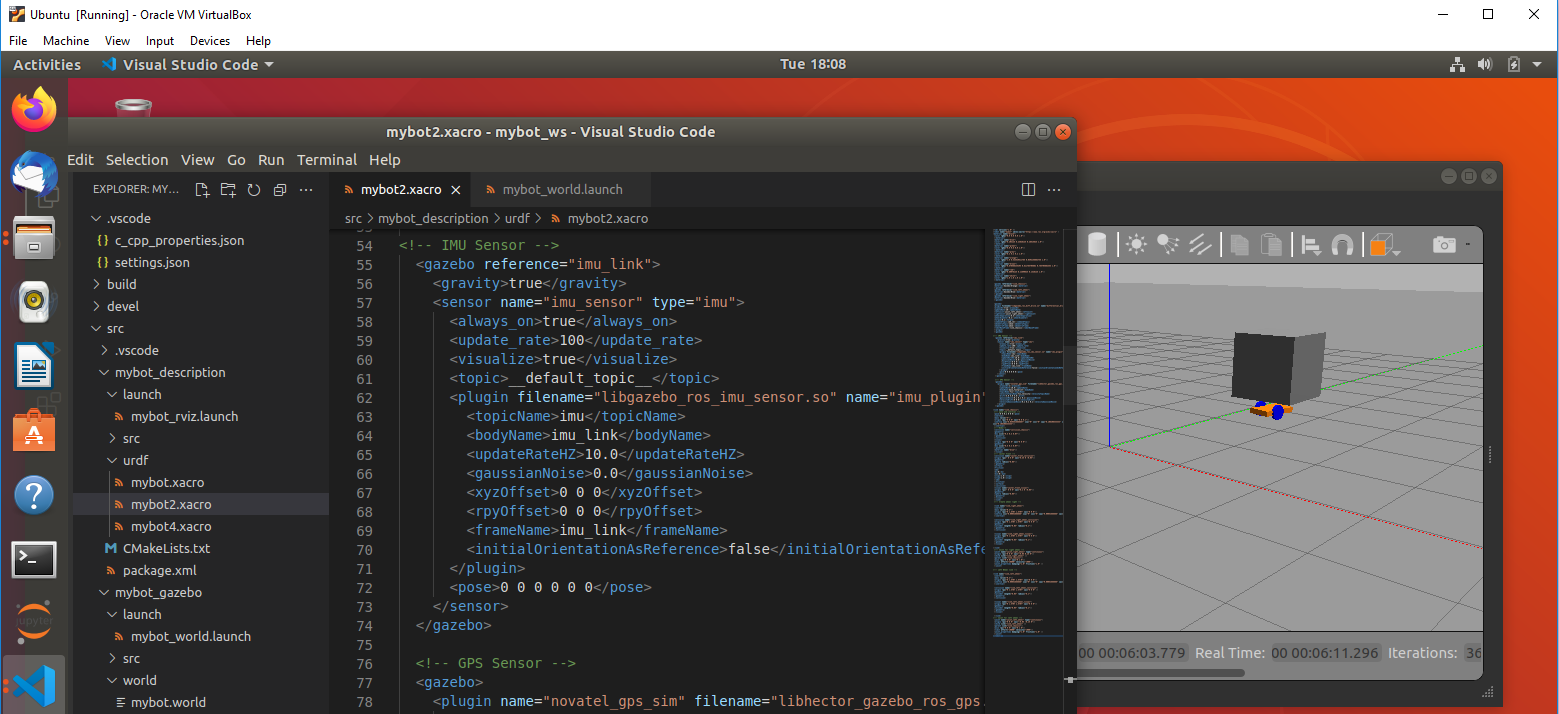 Ubuntu [Running] - Oracle VM VirtualBox
File Machine View Input Devices Help
Activities Visual Studio Code Tue 18:08
mybot2.xacro - mybot_ws - Visual Studio Code
Edit Selection View Go Run Terminal Help
EXPLORER: MY...
.vscode
c_cpp_properties.json
settings.json
build
devel
src
.vscode
mybot_description
launch
mybot_rviz.launch
src
urdf
mybot.xacro
mybot2.xacro
mybot4.xacro
CMakeLists.txt
package.xml
mybot_gazebo
launch
mybot_world.launch
src
world
mybot.world
mybot2.xacro mybot_world.launch
src > mybot_description > urdf > mybot2.xacro
54 <!-- IMU Sensor -->
55 <gazebo reference="imu_link">
56 <gravity>true</gravity>
57 <sensor name="imu_sensor" type="imu">
58 <always_on>true</always_on>
59 <update_rate>100</update_rate>
60 <visualize>true</visualize>
61 <topic>__default_topic__</topic>
62 <plugin filename="libgazebo_ros_imu_sensor.so" name="imu_plugin"
63 <topicName>imu</topicName>
64 <bodyName>imu_link</bodyName>
65 <updateRateHZ>10.0</updateRateHZ>
66 <gaussianNoise>0.0</gaussianNoise>
67 <xyzOffset>0 0 0</xyzOffset>
68 <rpyOffset>0 0 0</rpyOffset>
69 <frameName>imu_link</frameName>
70 <initialOrientationAsReference>false</initialOrientationAsRefe
71 </plugin>
72 <pose>0 0 0 0 0 0</pose>
73 </sensor>
74 </gazebo>
75
76 <!-- GPS Sensor -->
77 <gazebo>
78 <plugin name="novatel_gps_sim" filename="libhector_gazebo_ros_gps.
00 00:06:03.779 Real Time: 00 00:06:11.296 Iterations: 36
jupyter